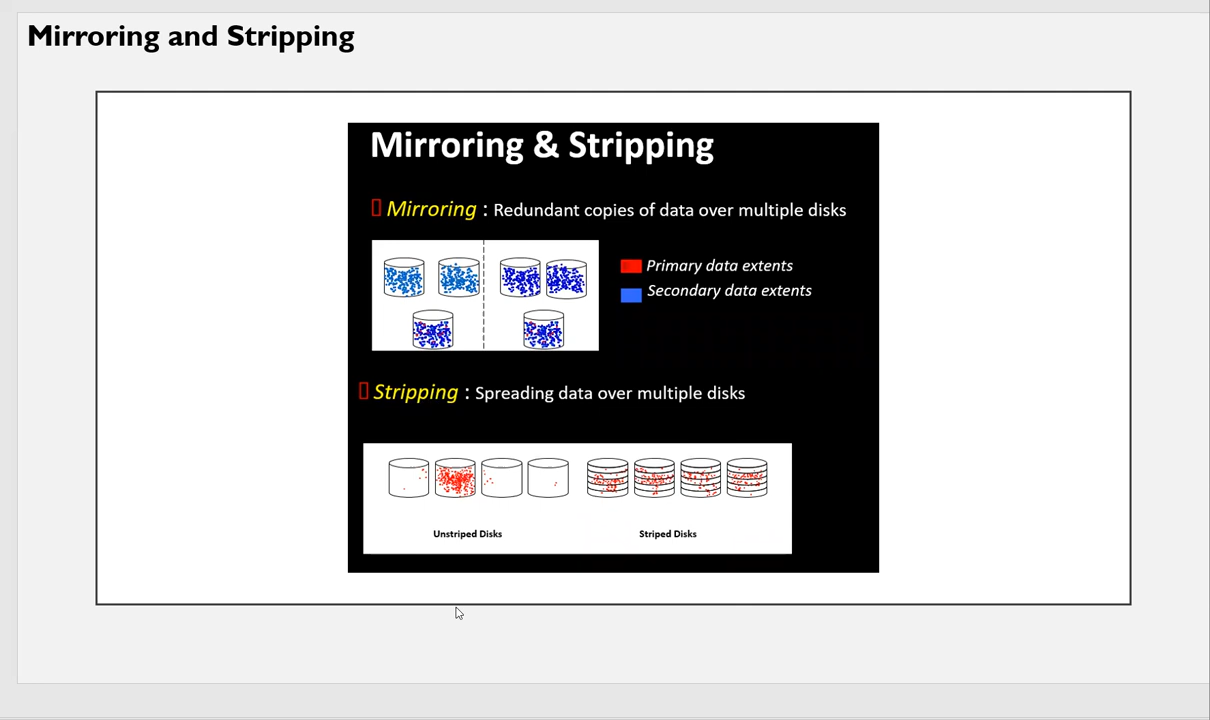 Mirroring and Stripping
Mirroring & Stripping
Mirroring : Redundant copies of data over multiple disks
Primary data extents
Secondary data extents
Stripping : Spreading data over multiple disks
Unstriped Disks
Striped Disks